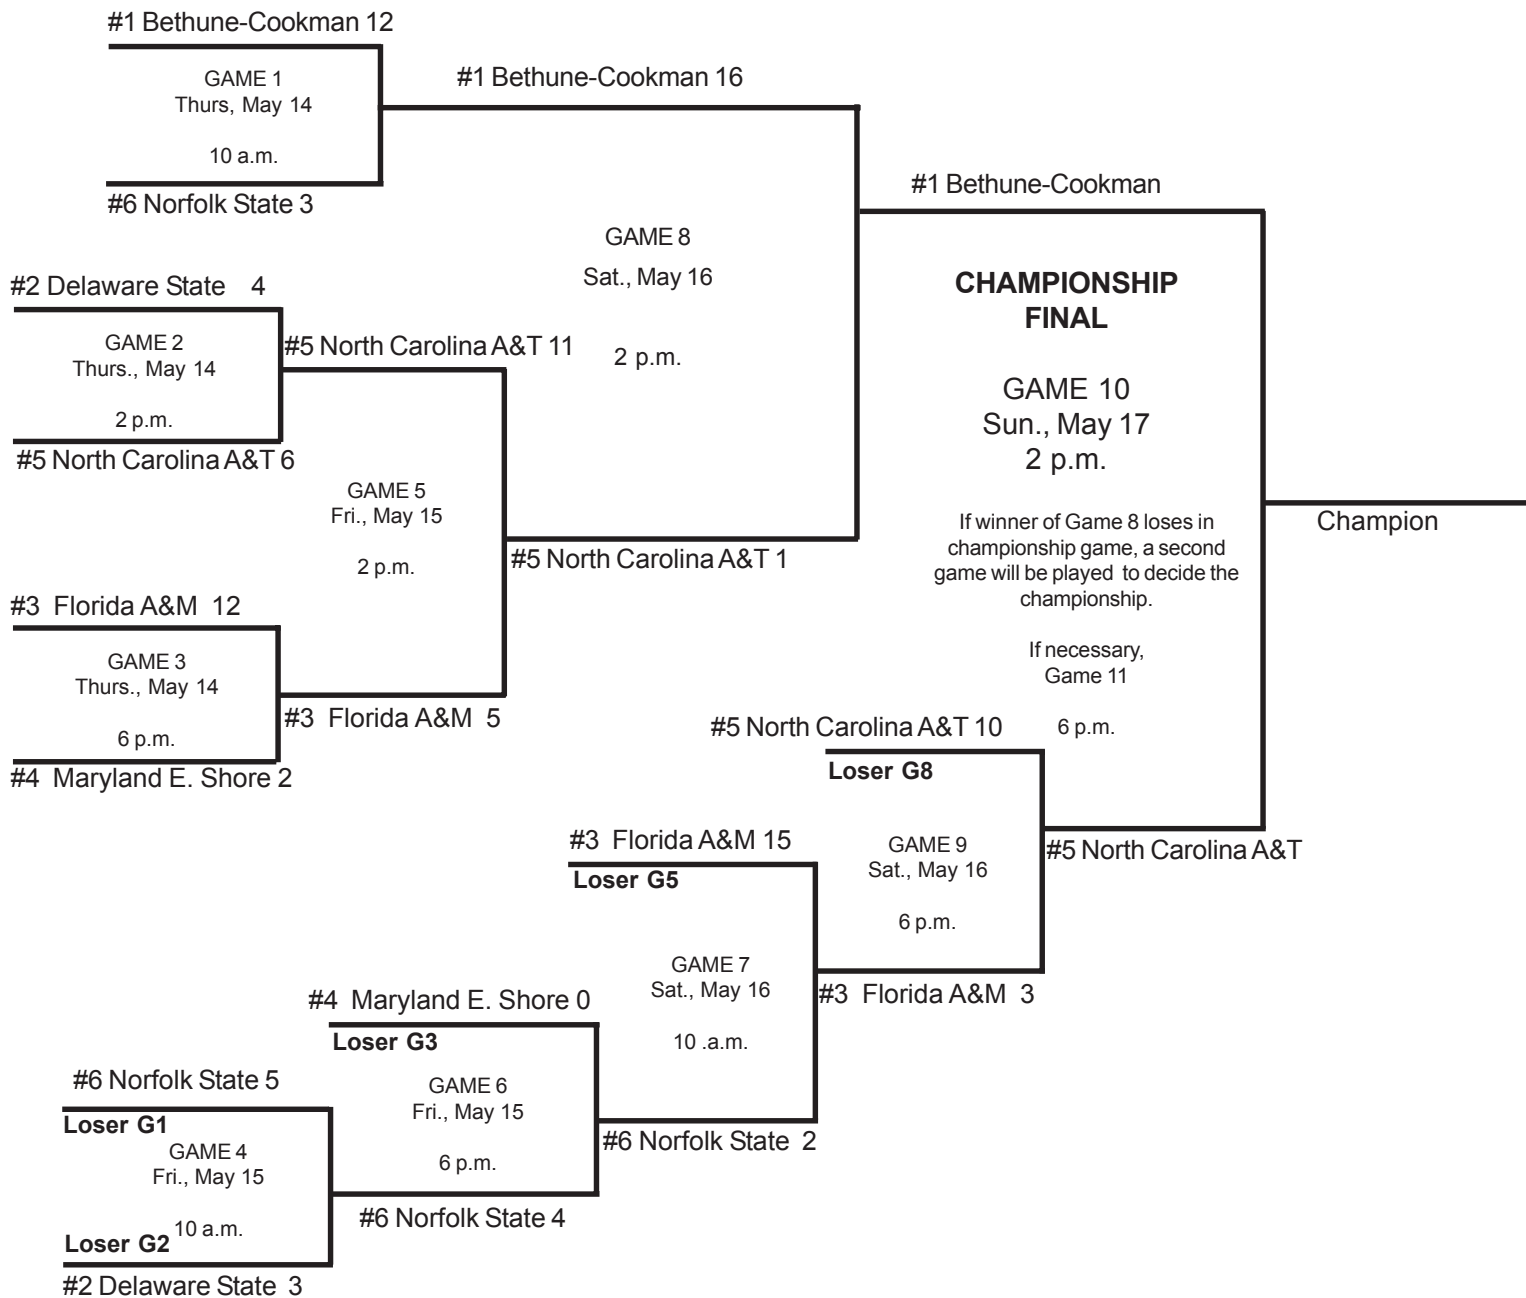 #1 Bethune-Cookman 12
GAME 1
Thurs, May 14
10 a.m.
#6 Norfolk State 3
#1 Bethune-Cookman 16
#2 Delaware State 4
GAME 2
Thurs., May 14
2 p.m.
#5 North Carolina A&T 6
#5 North Carolina A&T 11
GAME 8
Sat., May 16
2 p.m.
GAME 5
Fri., May 15
2 p.m.
#5 North Carolina A&T 1
#3 Florida A&M 12
GAME 3
Thurs., May 14
6 p.m.
#4 Maryland E. Shore 2
#3 Florida A&M 5
#1 Bethune-Cookman
CHAMPIONSHIP
FINAL
GAME 10
Sun., May 17
2 p.m.
If winner of Game 8 loses in
championship game, a second
game will be played to decide the
championship.
If necessary,
Game 11
6 p.m.
Champion
#5 North Carolina A&T 10
Loser G8
GAME 9
Sat., May 16
6 p.m.
#5 North Carolina A&T
#3 Florida A&M 15
Loser G5
GAME 7
Sat., May 16
10 .a.m.
#3 Florida A&M 3
#4 Maryland E. Shore 0
Loser G3
GAME 6
Fri., May 15
6 p.m.
#6 Norfolk State 2
#6 Norfolk State 5
Loser G1
GAME 4
Fri., May 15
10 a.m.
Loser G2
#2 Delaware State 3
#6 Norfolk State 4